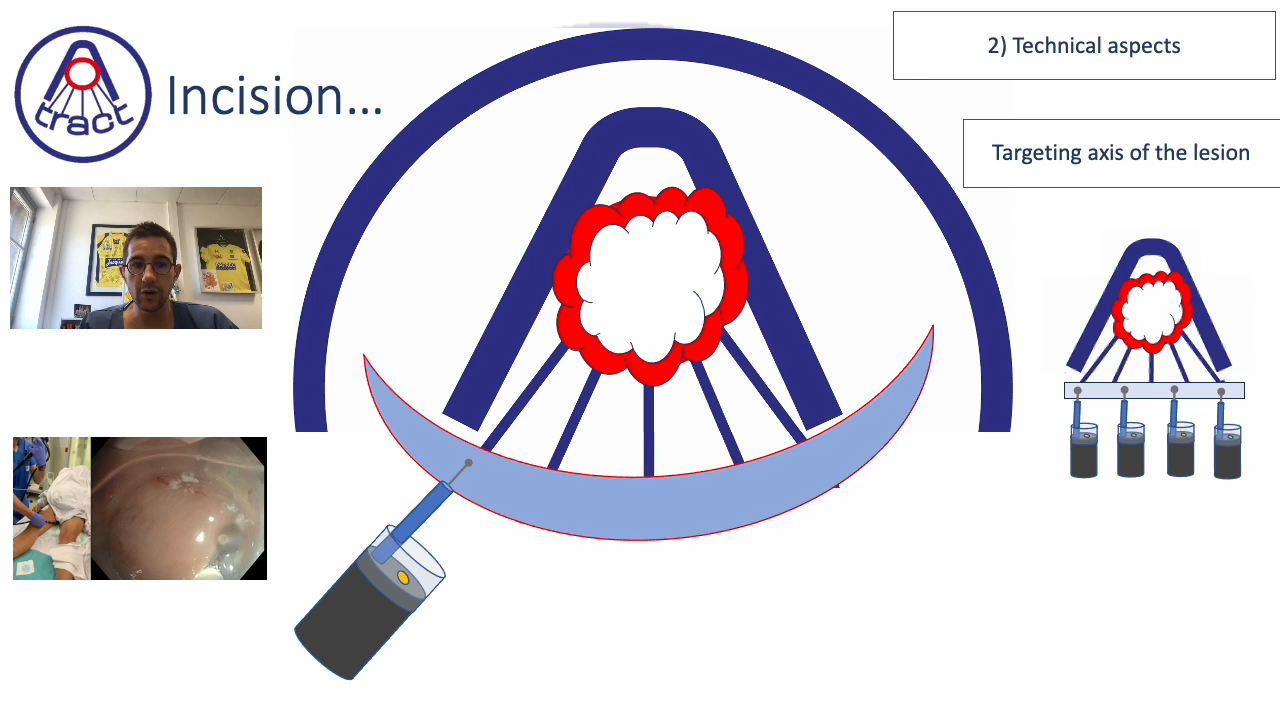 tract
Incision...
2) Technical aspects
Targeting axis of the lesion